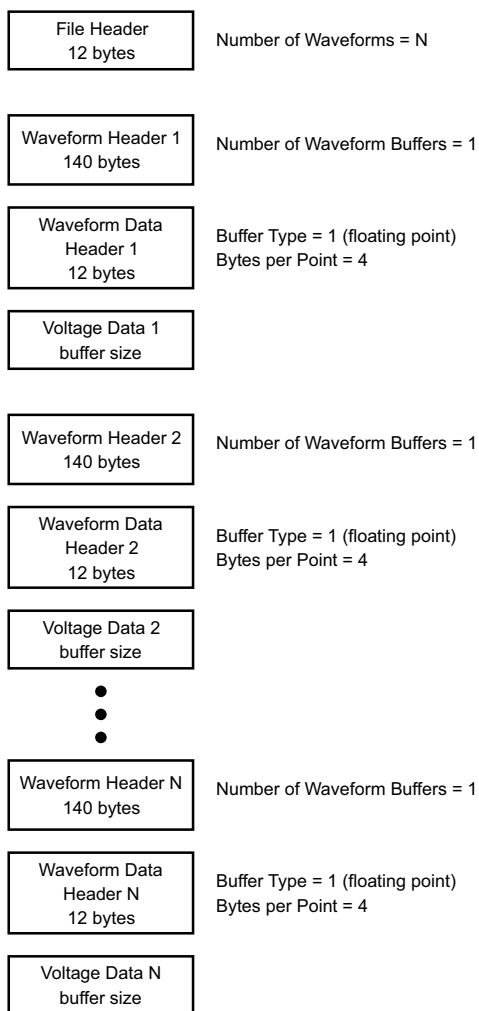 File Header
12 bytes
Number of Waveforms = N
Waveform Header 1
140 bytes
Number of Waveform Buffers = 1
Waveform Data
Header 1
12 bytes
Buffer Type = 1 (floating point)
Bytes per Point = 4
Voltage Data 1
buffer size
Waveform Header 2
140 bytes
Number of Waveform Buffers = 1
Waveform Data
Header 2
12 bytes
Buffer Type = 1 (floating point)
Bytes per Point = 4
Voltage Data 2
buffer size
Waveform Header N
140 bytes
Number of Waveform Buffers = 1
Waveform Data
Header N
12 bytes
Buffer Type = 1 (floating point)
Bytes per Point = 4
Voltage Data N
buffer size